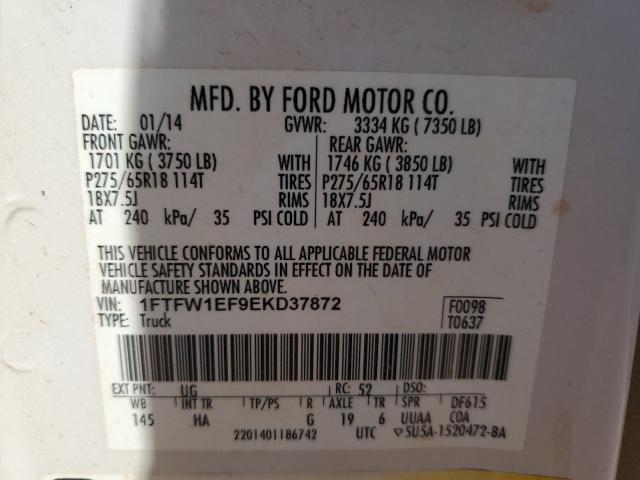 MFD. BY FORD MOTOR CO.
DATE: 01/14 GVWR: 3334 KG ( 7350 LB)
FRONT GAWR: REAR GAWR:
1701 KG ( 3750 LB) WITH 1746 KG ( 3850 LB) WITH
P275/65R18 114T TIRES P275/65R18 114T TIRES
18X7.5J RIMS 18X7.5J RIMS
AT 240 kPa/ 35 PSI COLD AT 240 kPa/ 35 PSI COLD
THIS VEHICLE CONFORMS TO ALL APPLICABLE FEDERAL MOTOR
VEHICLE SAFETY STANDARDS IN EFFECT ON THE DATE OF
MANUFACTURE SHOWN ABOVE.
VIN: 1FTFW1EF9EKD37872 F0098
TYPE: Truck T0637
EXT PNT: UG RC: 52 DSO:
WB INT TR TP/PS R AXLE TR SPR DF615
145 HA G 19 6 UUAA COA
2201401186742 UTC 5U5A-1520472-BA